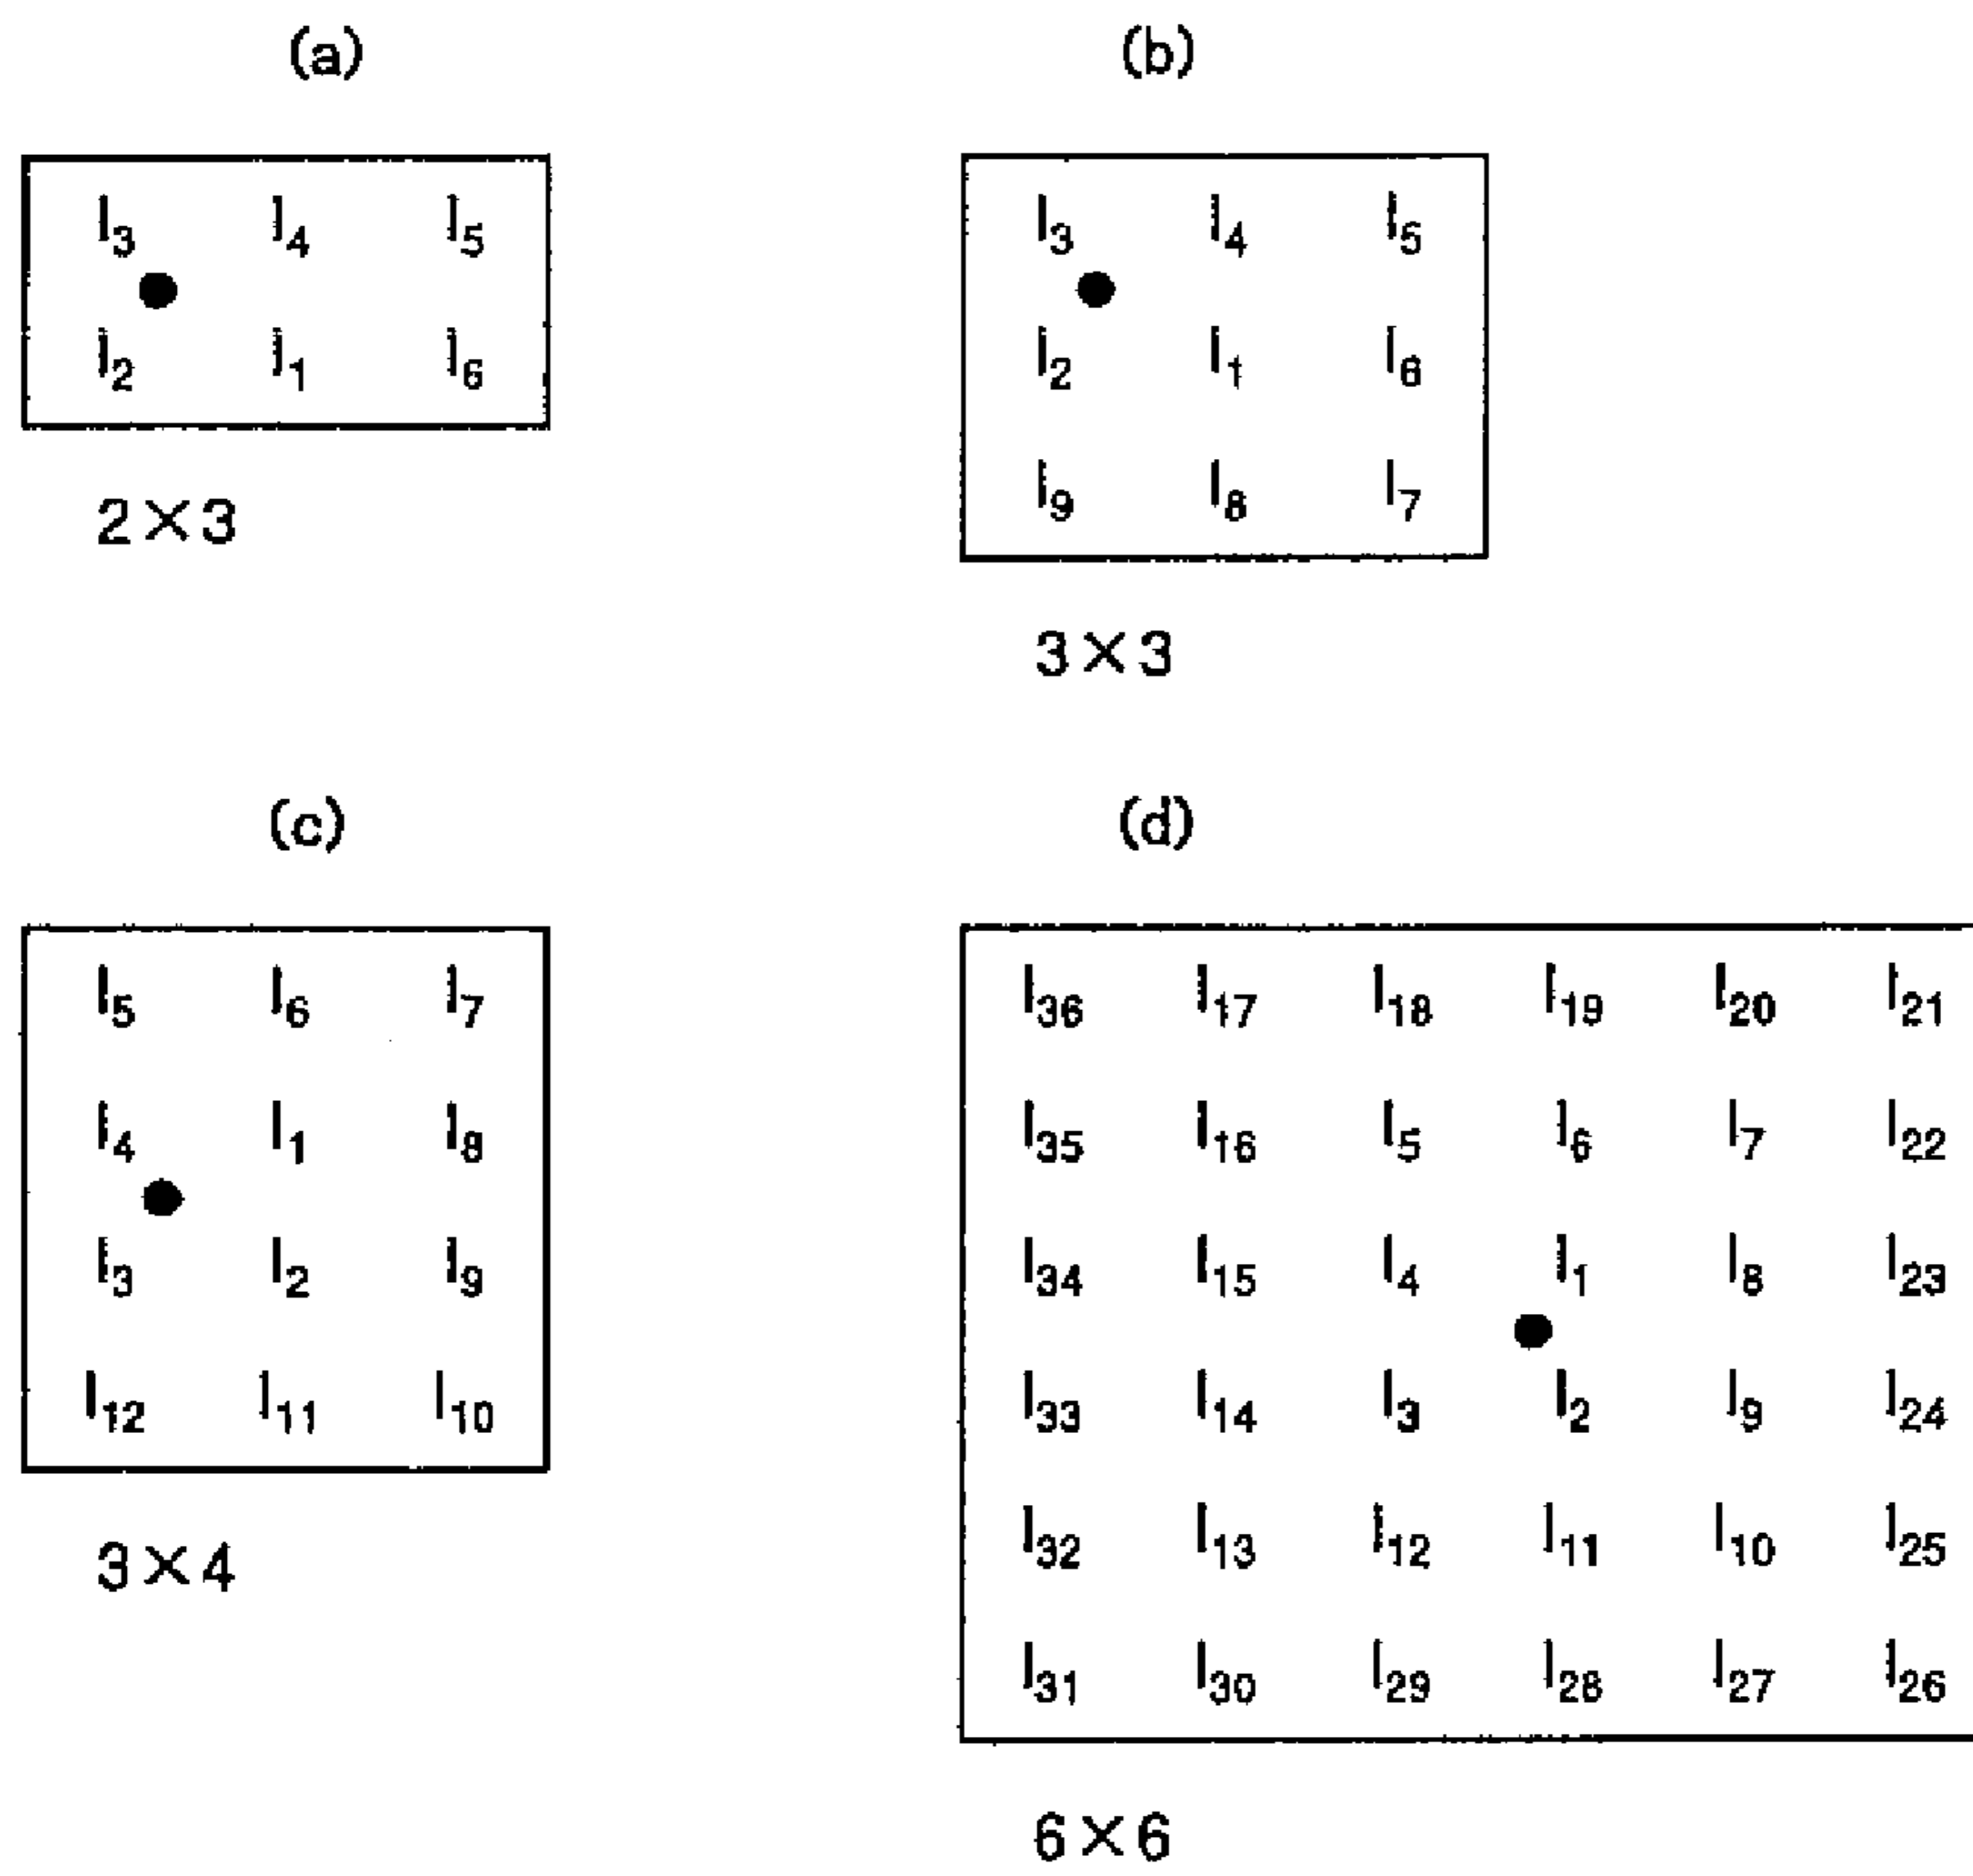 (a)
I3 I4 I5
I2 I1 I6
2×3
(b)
I3 I4 I5
I2 I1 I6
I9 I8 I7
3×3
(c)
I5 I6 I7
I4 I1 I8
I3 I2 I9
I12 I11 I10
3×4
(d)
I36 I17 I18 I19 I20 I21
I35 I16 I5 I6 I7 I22
I34 I15 I4 I1 I8 I23
I33 I14 I3 I2 I9 I24
I32 I13 I12 I11 I10 I25
I31 I30 I29 I28 I27 I26
6×6